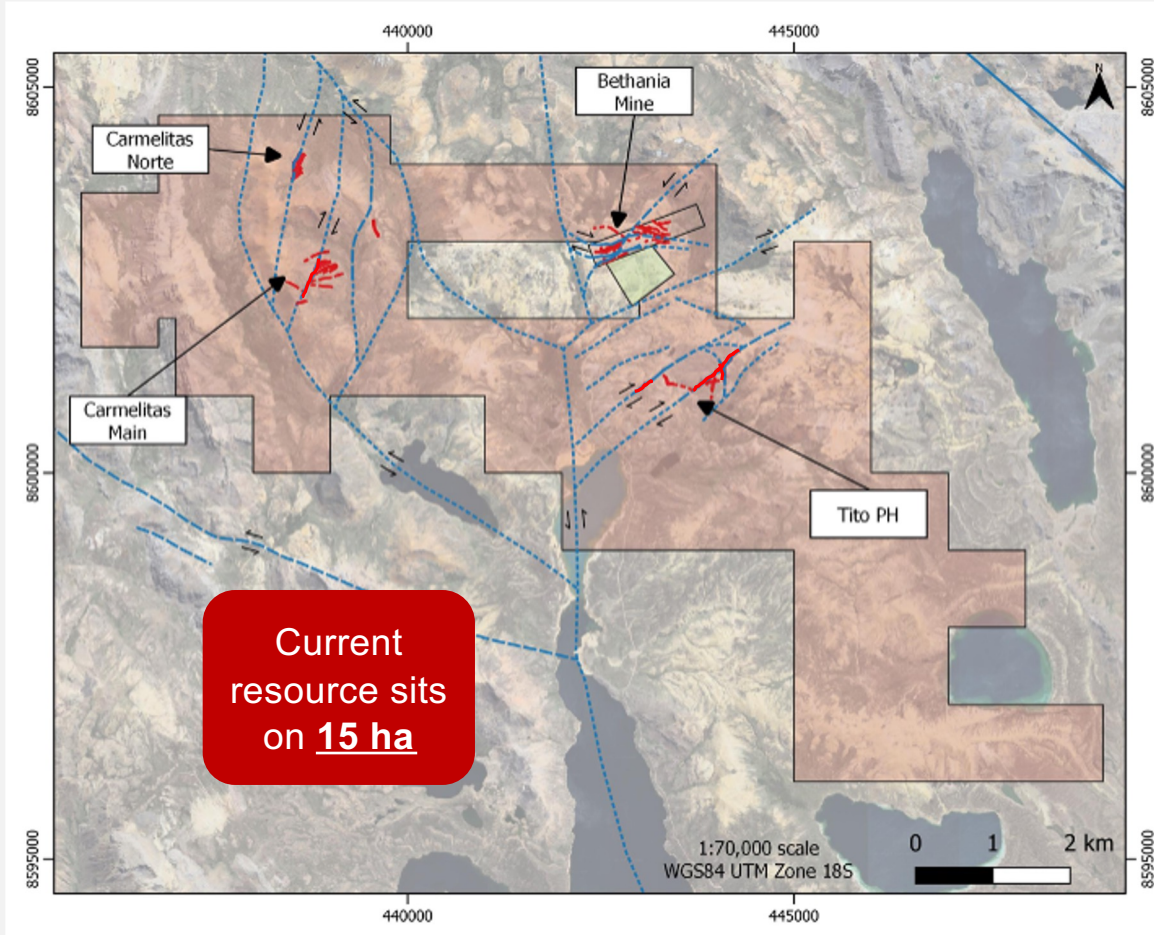 440000
445000
N
8605000
8605000
Bethania
Mine
Carmelitas
Norte
Carmelitas
Main
8600000
8600000
Tito PH
Current
resource sits
on 15 ha
1:70,000 scale
WGS84 UTM Zone 18S
0 1 2 km
8595000
8595000
440000
445000